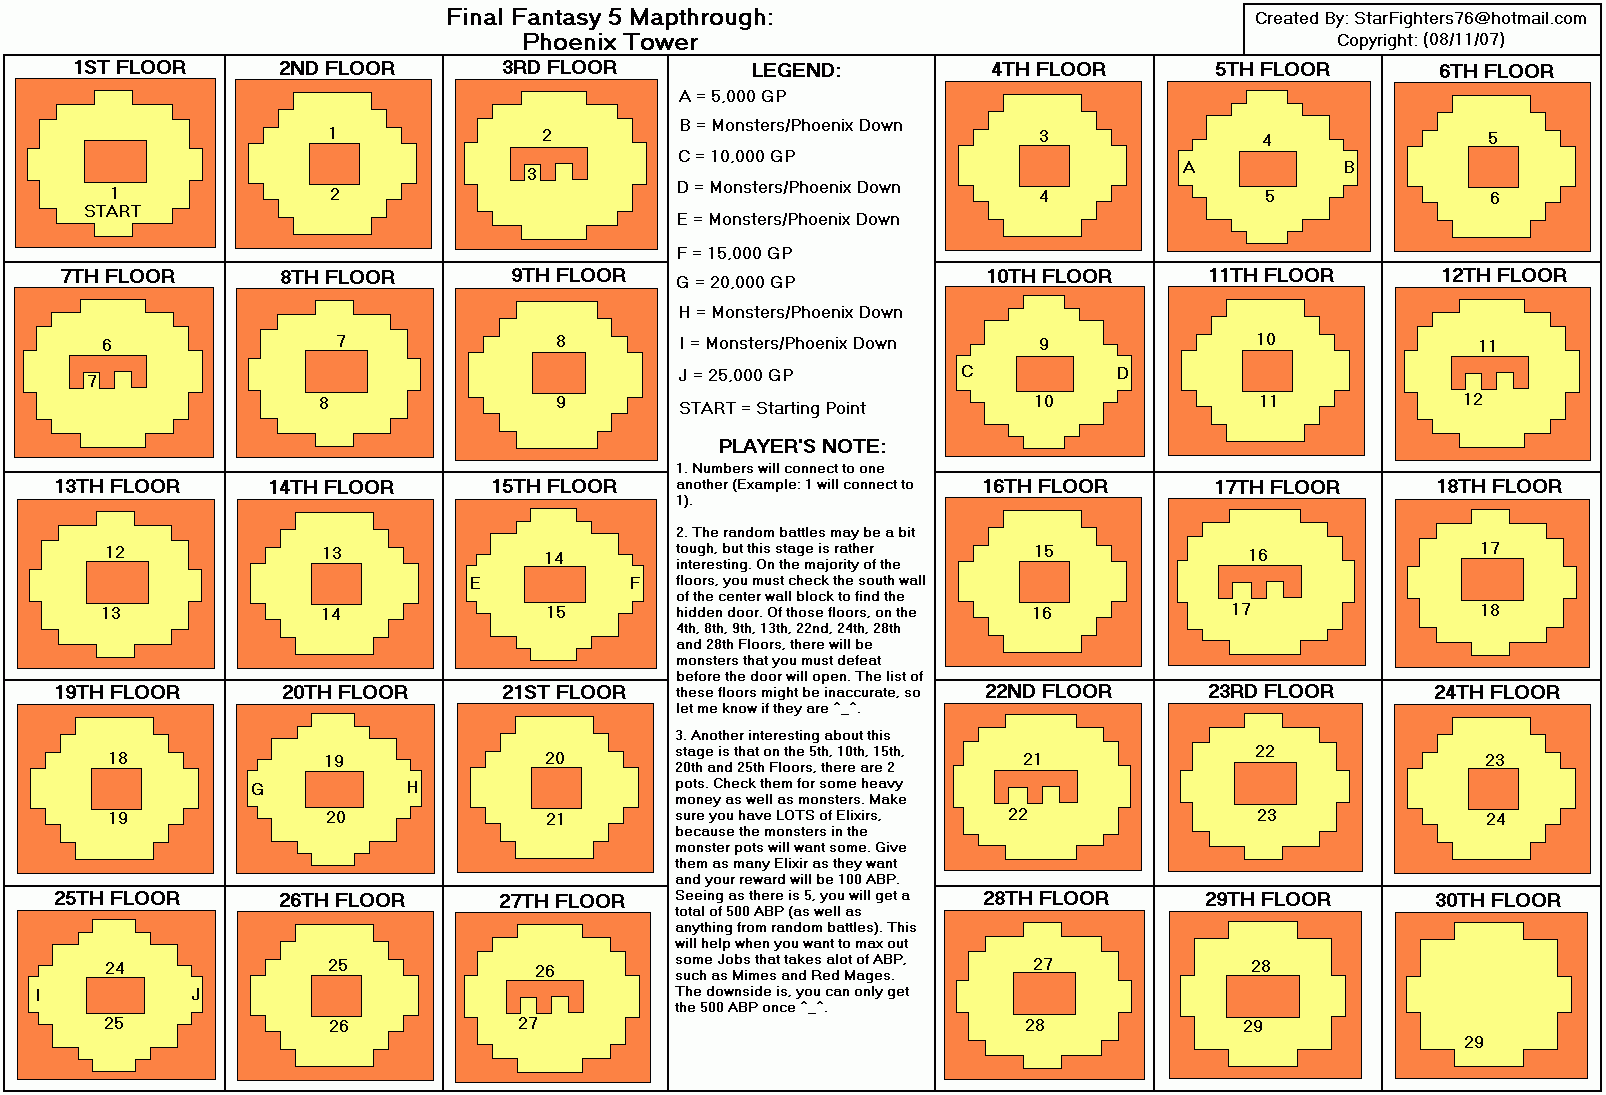 Final Fantasy 5 Mapthrough:
Phoenix Tower
Created By: StarFighters76@hotmail.com
Copyright: (08/11/07)
1ST FLOOR
1
START
2ND FLOOR
1
2
3RD FLOOR
2
3
7TH FLOOR
6
7
8TH FLOOR
7
8
9TH FLOOR
8
9
13TH FLOOR
12
13
14TH FLOOR
13
14
15TH FLOOR
14
E
F
15
19TH FLOOR
18
19
20TH FLOOR
19
G
H
20
21ST FLOOR
20
21
25TH FLOOR
24
I
J
25
26TH FLOOR
25
26
27TH FLOOR
26
27
LEGEND:
A = 5,000 GP
B = Monsters/Phoenix Down
C = 10,000 GP
D = Monsters/Phoenix Down
E = Monsters/Phoenix Down
F = 15,000 GP
G = 20,000 GP
H = Monsters/Phoenix Down
I = Monsters/Phoenix Down
J = 25,000 GP
START = Starting Point
PLAYER'S NOTE:
1. Numbers will connect to one
another (Example: 1 will connect to
1).
2. The random battles may be a bit
tough, but this stage is rather
interesting. On the majority of the
floors, you must check the south wall
of the center wall block to find the
hidden door. Of those floors, on the
4th, 8th, 9th, 13th, 22nd, 24th, 28th
and 28th Floors, there will be
monsters that you must defeat
before the door will open. The list of
these floors might be inaccurate, so
let me know if they are ^_^.
3. Another interesting about this
stage is that on the 5th, 10th, 15th,
20th and 25th Floors, there are 2
pots. Check them for some heavy
money as well as monsters. Make
sure you have LOTS of Elixirs,
because the monsters in the
monster pots will want some. Give
them as many Elixir as they want
and your reward will be 100 ABP.
Seeing as there is 5, you will get a
total of 500 ABP (as well as
anything from random battles). This
will help when you want to max out
some Jobs that takes alot of ABP,
such as Mimes and Red Mages.
The downside is, you can only get
the 500 ABP once ^_^.
4TH FLOOR
3
4
5TH FLOOR
4
A
B
5
6TH FLOOR
5
6
10TH FLOOR
9
C
D
10
11TH FLOOR
10
11
12TH FLOOR
11
12
16TH FLOOR
15
16
17TH FLOOR
16
17
18TH FLOOR
17
18
22ND FLOOR
21
22
23RD FLOOR
22
23
24TH FLOOR
23
24
28TH FLOOR
27
28
29TH FLOOR
28
29
30TH FLOOR
29